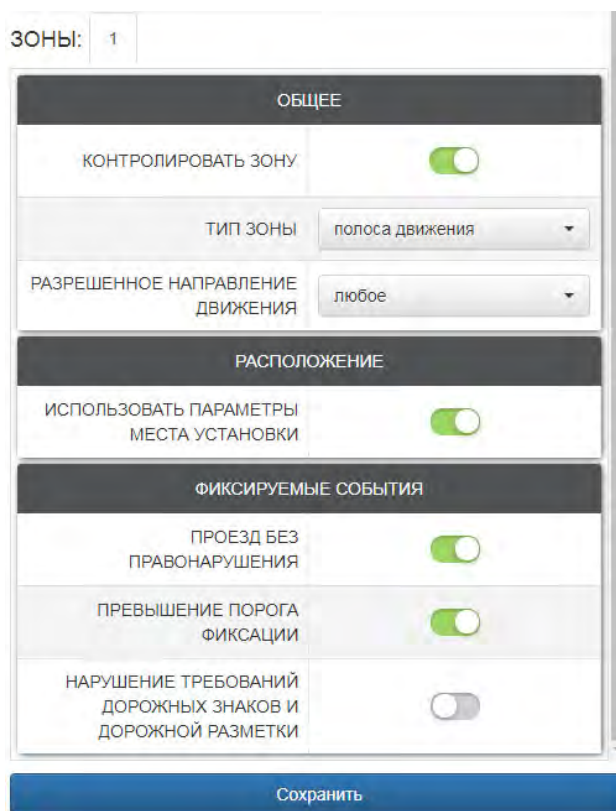 ЗОНЫ: 1
ОБЩЕЕ
КОНТРОЛИРОВАТЬ ЗОНУ
ТИП ЗОНЫ полоса движения
РАЗРЕШЕННОЕ НАПРАВЛЕНИЕ
ДВИЖЕНИЯ
любое
РАСПОЛОЖЕНИЕ
ИСПОЛЬЗОВАТЬ ПАРАМЕТРЫ
МЕСТА УСТАНОВКИ
ФИКСИРУЕМЫЕ СОБЫТИЯ
ПРОЕЗД БЕЗ
ПРАВОНАРУШЕНИЯ
ПРЕВЫШЕНИЕ ПОРОГА
ФИКСАЦИИ
НАРУШЕНИЕ ТРЕБОВАНИЙ
ДОРОЖНЫХ ЗНАКОВ И
ДОРОЖНОЙ РАЗМЕТКИ
Сохранить